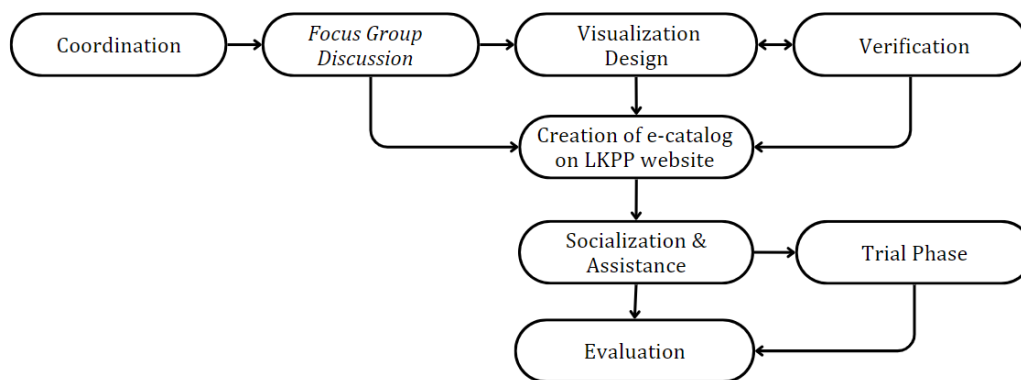 Coordination
Focus Group
Discussion
Visualization
Design
Verification
Creation of e-catalog
on LKPP website
Socialization &
Assistance
Trial Phase
Evaluation